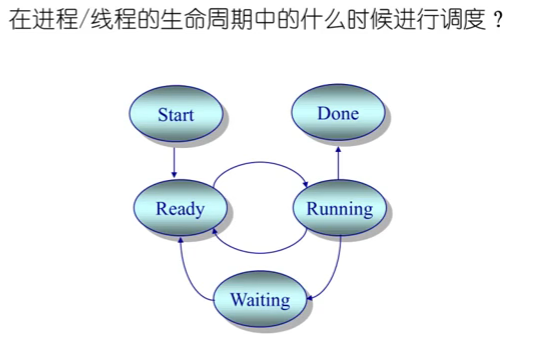 在进程/线程的生命周期中的什么时候进行调度？
Start
Done
Ready
Running
Waiting